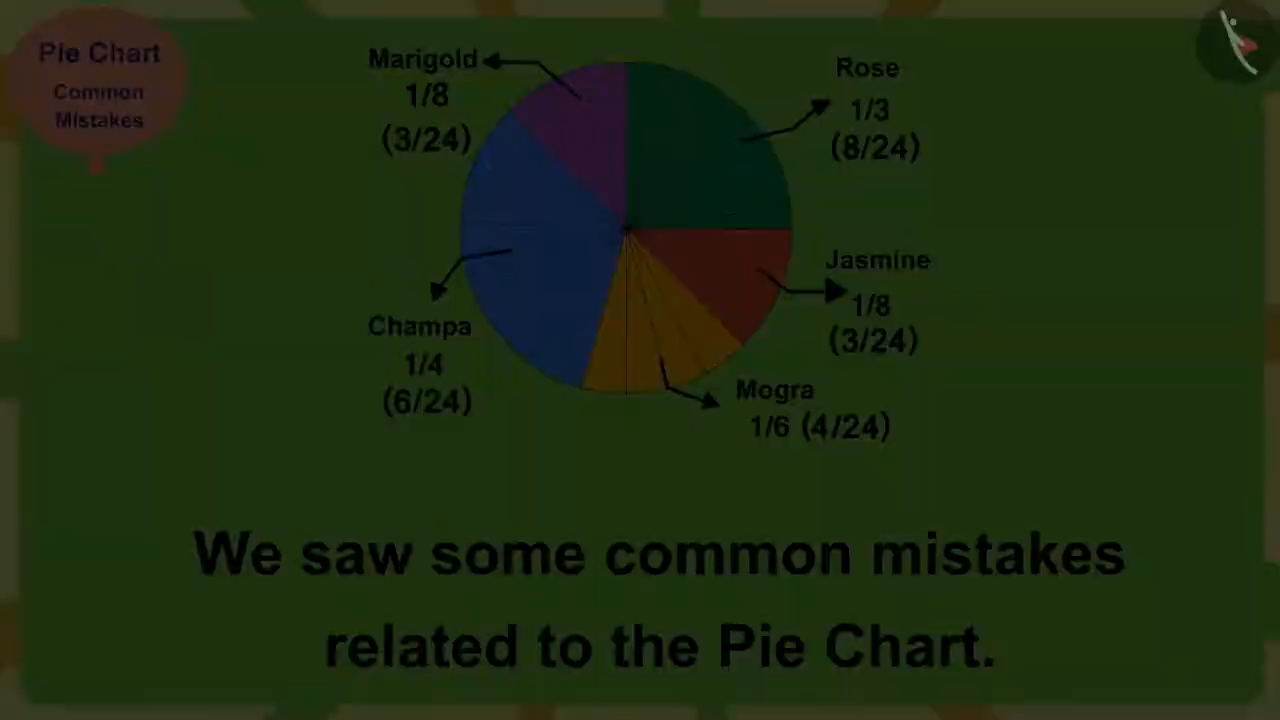 Pie Chart
Common
Mistakes
Marigold
1/8
(3/24)
Rose
1/3
(8/24)
Jasmine
1/8
(3/24)
Champa
1/4
(6/24)
Mogra
1/6 (4/24)
We saw some common mistakes
related to the Pie Chart.